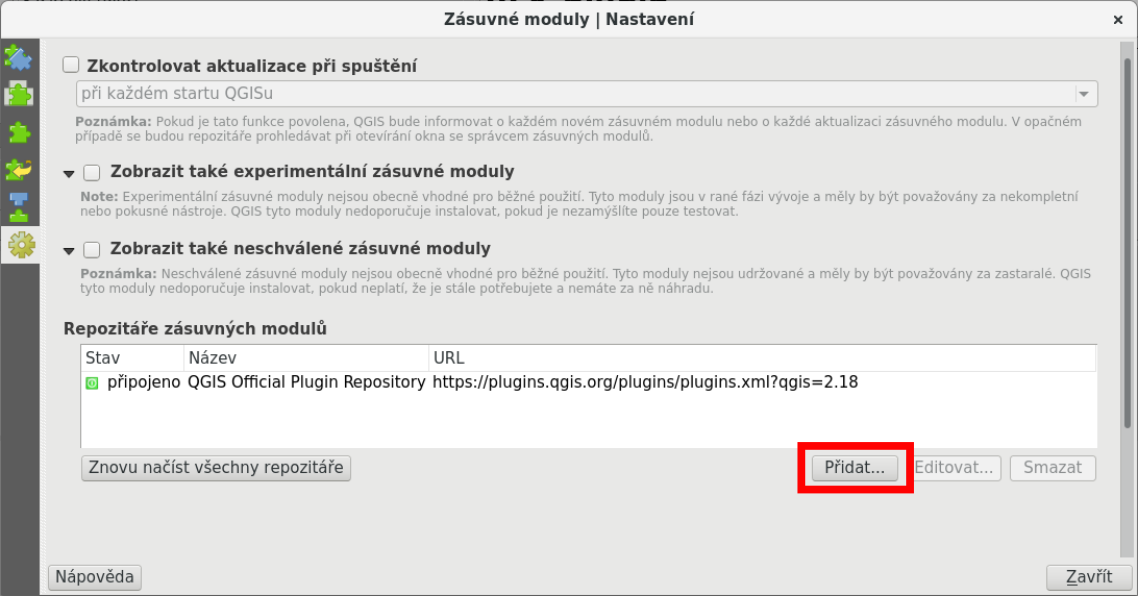 Zásuvné moduly | Nastavení
Zkontrolovat aktualizace při spuštění
při každém startu QGISu
Poznámka: Pokud je tato funkce povolena, QGIS bude informovat o každém novém zásuvném modulu nebo o každé aktualizaci zásuvného modulu. V opačném
případě se budou repozitáře prohledávat při otevírání okna se správcem zásuvných modulů.
Zobrazit také experimentální zásuvné moduly
Note: Experimentální zásuvné moduly nejsou obecně vhodné pro běžné použití. Tyto moduly jsou v rané fázi vývoje a měly by být považovány za nekompletní
nebo pokusné nástroje. QGIS tyto moduly nedoporučuje instalovat, pokud je nezamýšlíte pouze testovat.
Zobrazit také neschválené zásuvné moduly
Poznámka: Neschválené zásuvné moduly nejsou obecně vhodné pro běžné použití. Tyto moduly nejsou udržované a měly by být považovány za zastaralé. QGIS
tyto moduly nedoporučuje instalovat, pokud neplatí, že je stále potřebujete a nemáte za ně náhradu.
Repozitáře zásuvných modulů
Stav Název URL
připojeno QGIS Official Plugin Repository https://plugins.qgis.org/plugins/plugins.xml?qgis=2.18
Znovu načíst všechny repozitáře Přidat... Editovat... Smazat
Nápověda Zavřít